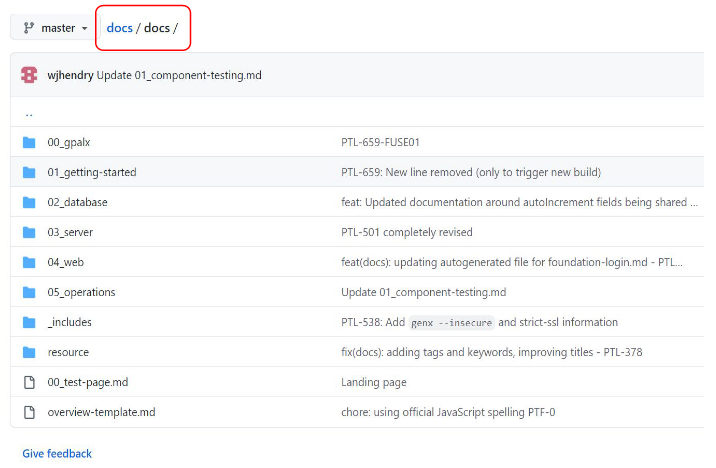 master docs / docs /
wjhendry Update 01_component-testing.md
..
00_gpalx PTL-659-FUSE01
01_getting-started PTL-659: New line removed (only to trigger new build)
02_database feat: Updated documentation around autoIncrement fields being shared ...
03_server PTL-501 completely revised
04_web feat(docs): updating autogenerated file for foundation-login.md - PTL...
05_operations Update 01_component-testing.md
_includes PTL-538: Add genx --insecure and strict-ssl information
resource fix(docs): adding tags and keywords, improving titles - PTL-378
00_test-page.md Landing page
overview-template.md chore: using official JavaScript spelling PTF-0
Give feedback